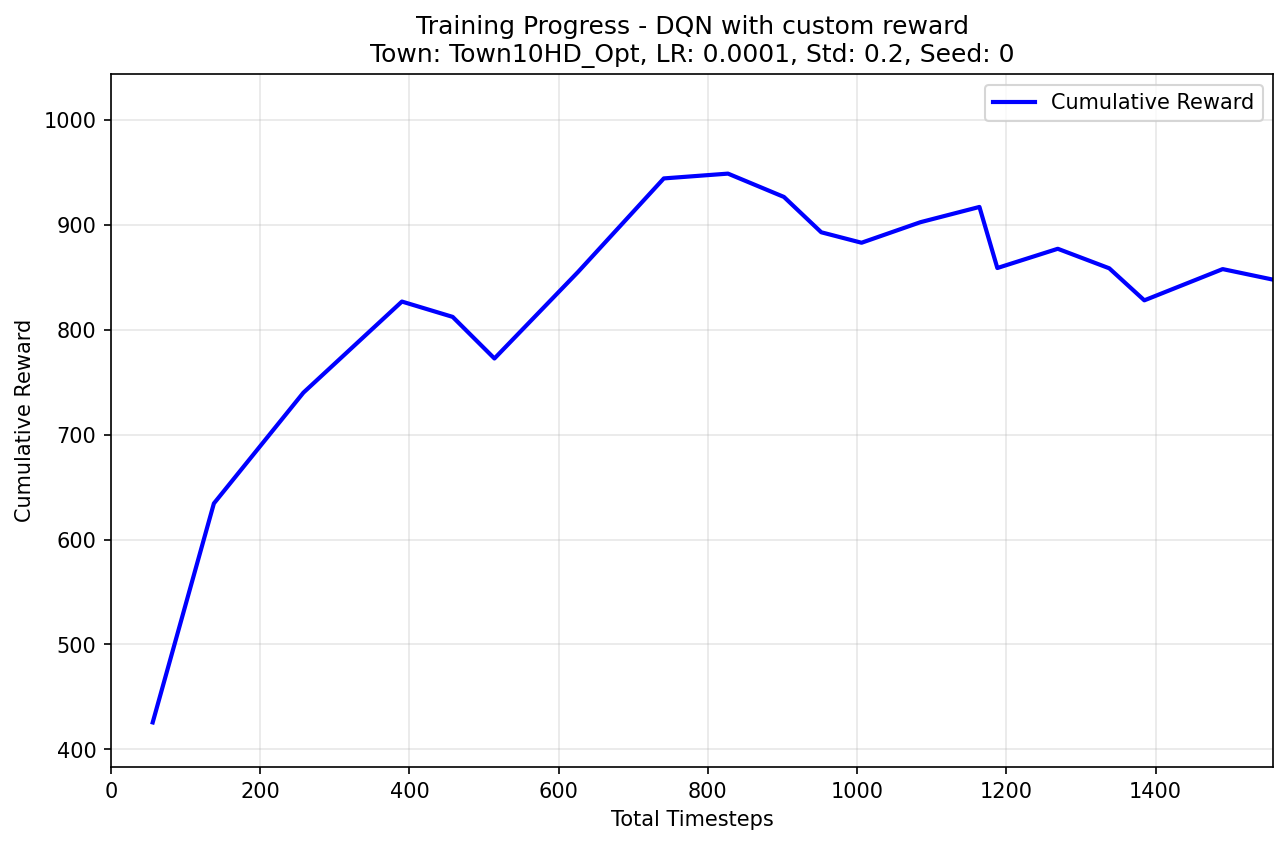 Training Progress - DQN with custom reward
Town: Town10HD_Opt, LR: 0.0001, Std: 0.2, Seed: 0
Cumulative Reward
1000
900
800
700
600
500
400
Cumulative Reward
0 200 400 600 800 1000 1200 1400
Total Timesteps